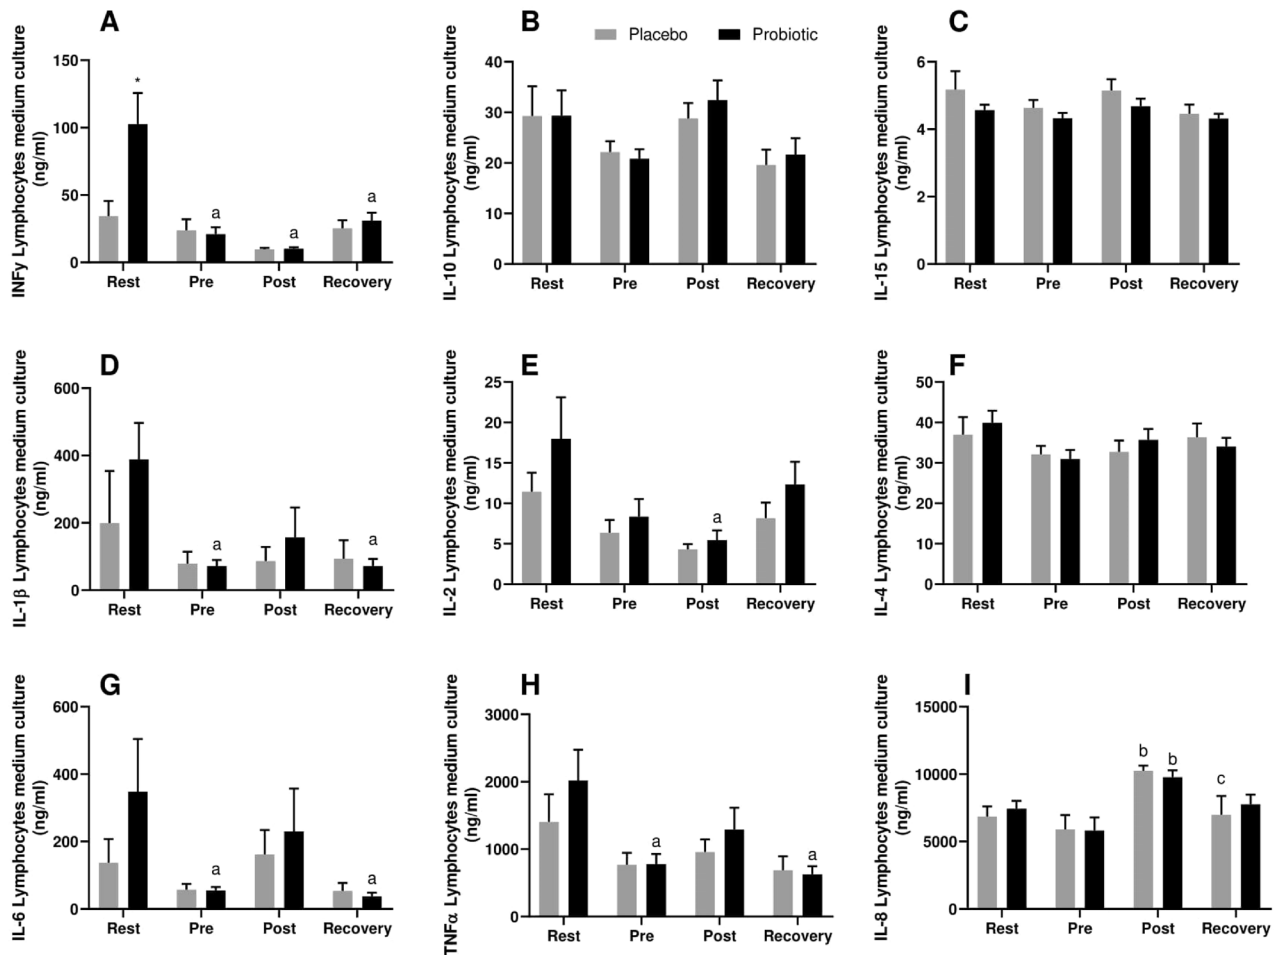 A
INFγ Lymphocytes medium culture
(ng/ml)
150
100
50
0
*
a
a
a
Rest Pre Post Recovery
B
Placebo Probiotic
IL-10 Lymphocytes medium culture
(ng/ml)
40
30
20
10
0
Rest Pre Post Recovery
C
IL-15 Lymphocytes medium culture
(ng/ml)
6
4
2
0
Rest Pre Post Recovery
D
IL-1β Lymphocytes medium culture
(ng/ml)
600
400
200
0
a
a
Rest Pre Post Recovery
E
IL-2 Lymphocytes medium culture
(ng/ml)
25
20
15
10
5
0
a
Rest Pre Post Recovery
F
IL-4 Lymphocytes medium culture
(ng/ml)
50
40
30
20
10
0
Rest Pre Post Recovery
G
IL-6 Lymphocytes medium culture
(ng/ml)
600
400
200
0
a
a
Rest Pre Post Recovery
H
TNFα Lymphocytes medium culture
(ng/ml)
3000
2000
1000
0
a
a
Rest Pre Post Recovery
I
IL-8 Lymphocytes medium culture
(ng/ml)
15000
10000
5000
0
b
b
c
Rest Pre Post Recovery